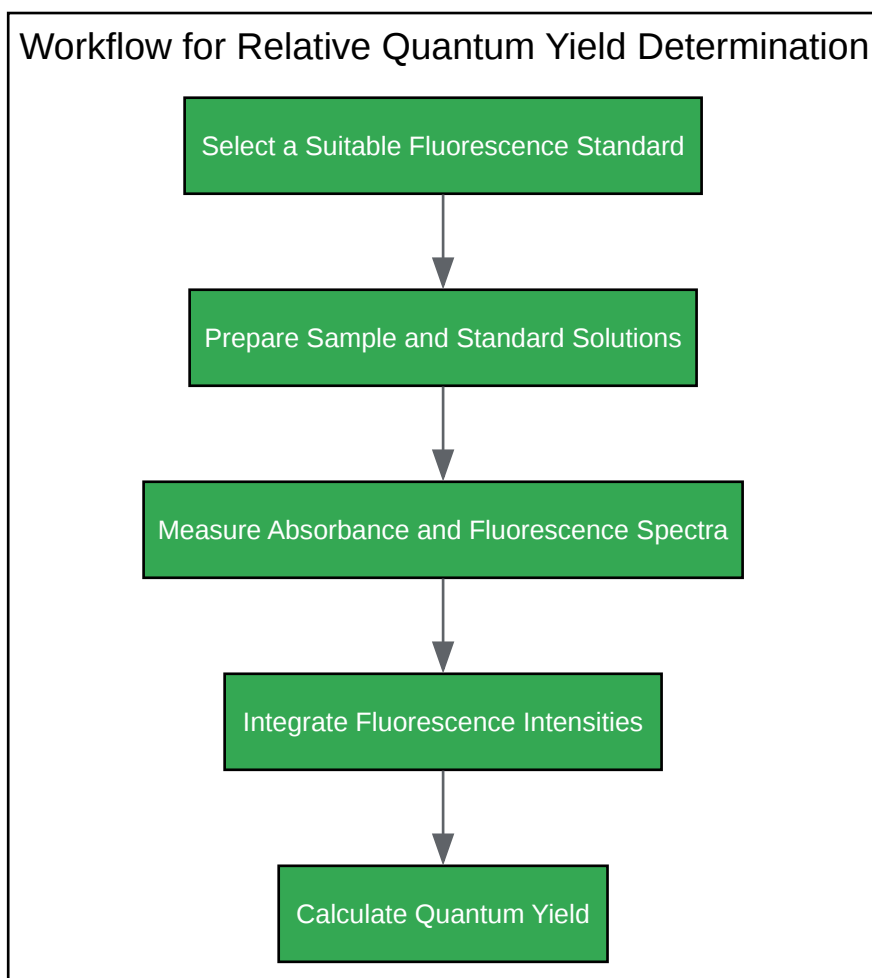 Workflow for Relative Quantum Yield Determination
Select a Suitable Fluorescence Standard
Prepare Sample and Standard Solutions
Measure Absorbance and Fluorescence Spectra
Integrate Fluorescence Intensities
Calculate Quantum Yield